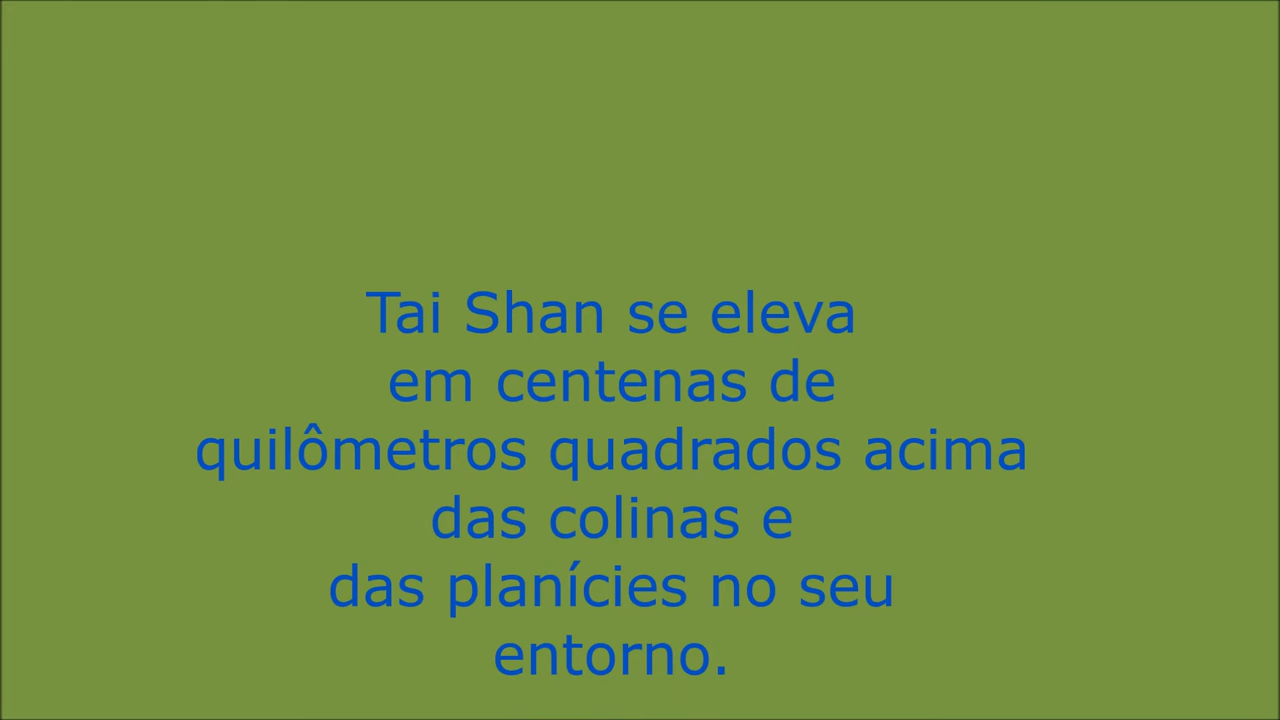 Tai Shan se eleva
em centenas de
quilômetros quadrados acima
das colinas e
das planícies no seu
entorno.